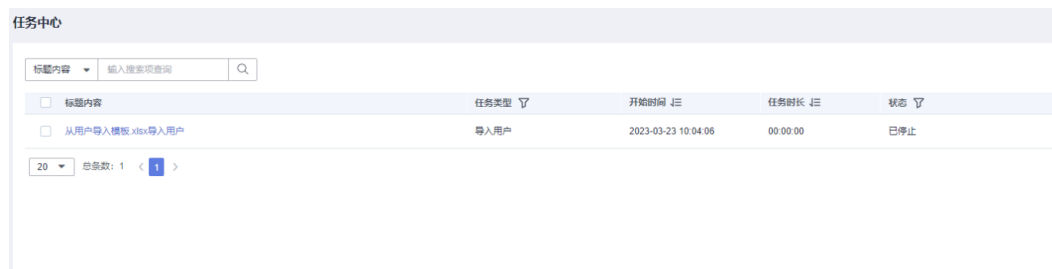 任务中心
标题内容 输入搜索项查询
标题内容 任务类型 开始时间 任务时长 状态
从用户导入模板.xlsx导入用户 导入用户 2023-03-23 10:04:06 00:00:00 已停止
20 总条数: 1 < 1 >